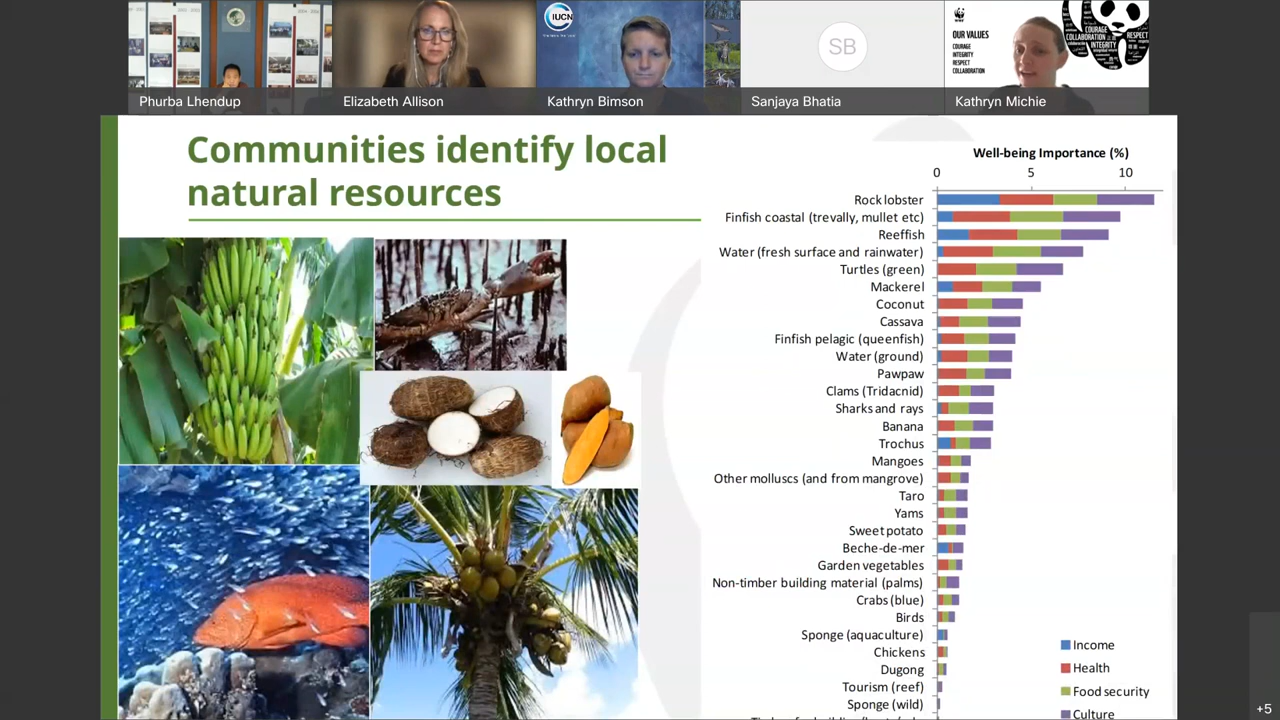 IUCN
OUR VALUES
COURAGE
INTEGRITY
RESPECT
COLLABORATION
COURAGE
COLLABORATION
INTEGRITY
RESPECT
SB
Phurba Lhendup
Elizabeth Allison
Kathryn Bimson
Sanjaya Bhatia
Kathryn Michie
Communities identify local
natural resources
Well-being Importance (%)
0 5 10
Rock lobster
Finfish coastal (trevally, mullet etc)
Reeffish
Water (fresh surface and rainwater)
Turtles (green)
Mackerel
Coconut
Cassava
Finfish pelagic (queenfish)
Water (ground)
Pawpaw
Clams (Tridacnid)
Sharks and rays
Banana
Trochus
Mangoes
Other molluscs (and from mangrove)
Taro
Yams
Sweet potato
Beche-de-mer
Garden vegetables
Non-timber building material (palms)
Crabs (blue)
Birds
Sponge (aquaculture)
Chickens
Dugong
Tourism (reef)
Sponge (wild)
Income
Health
Food security
Culture
+5